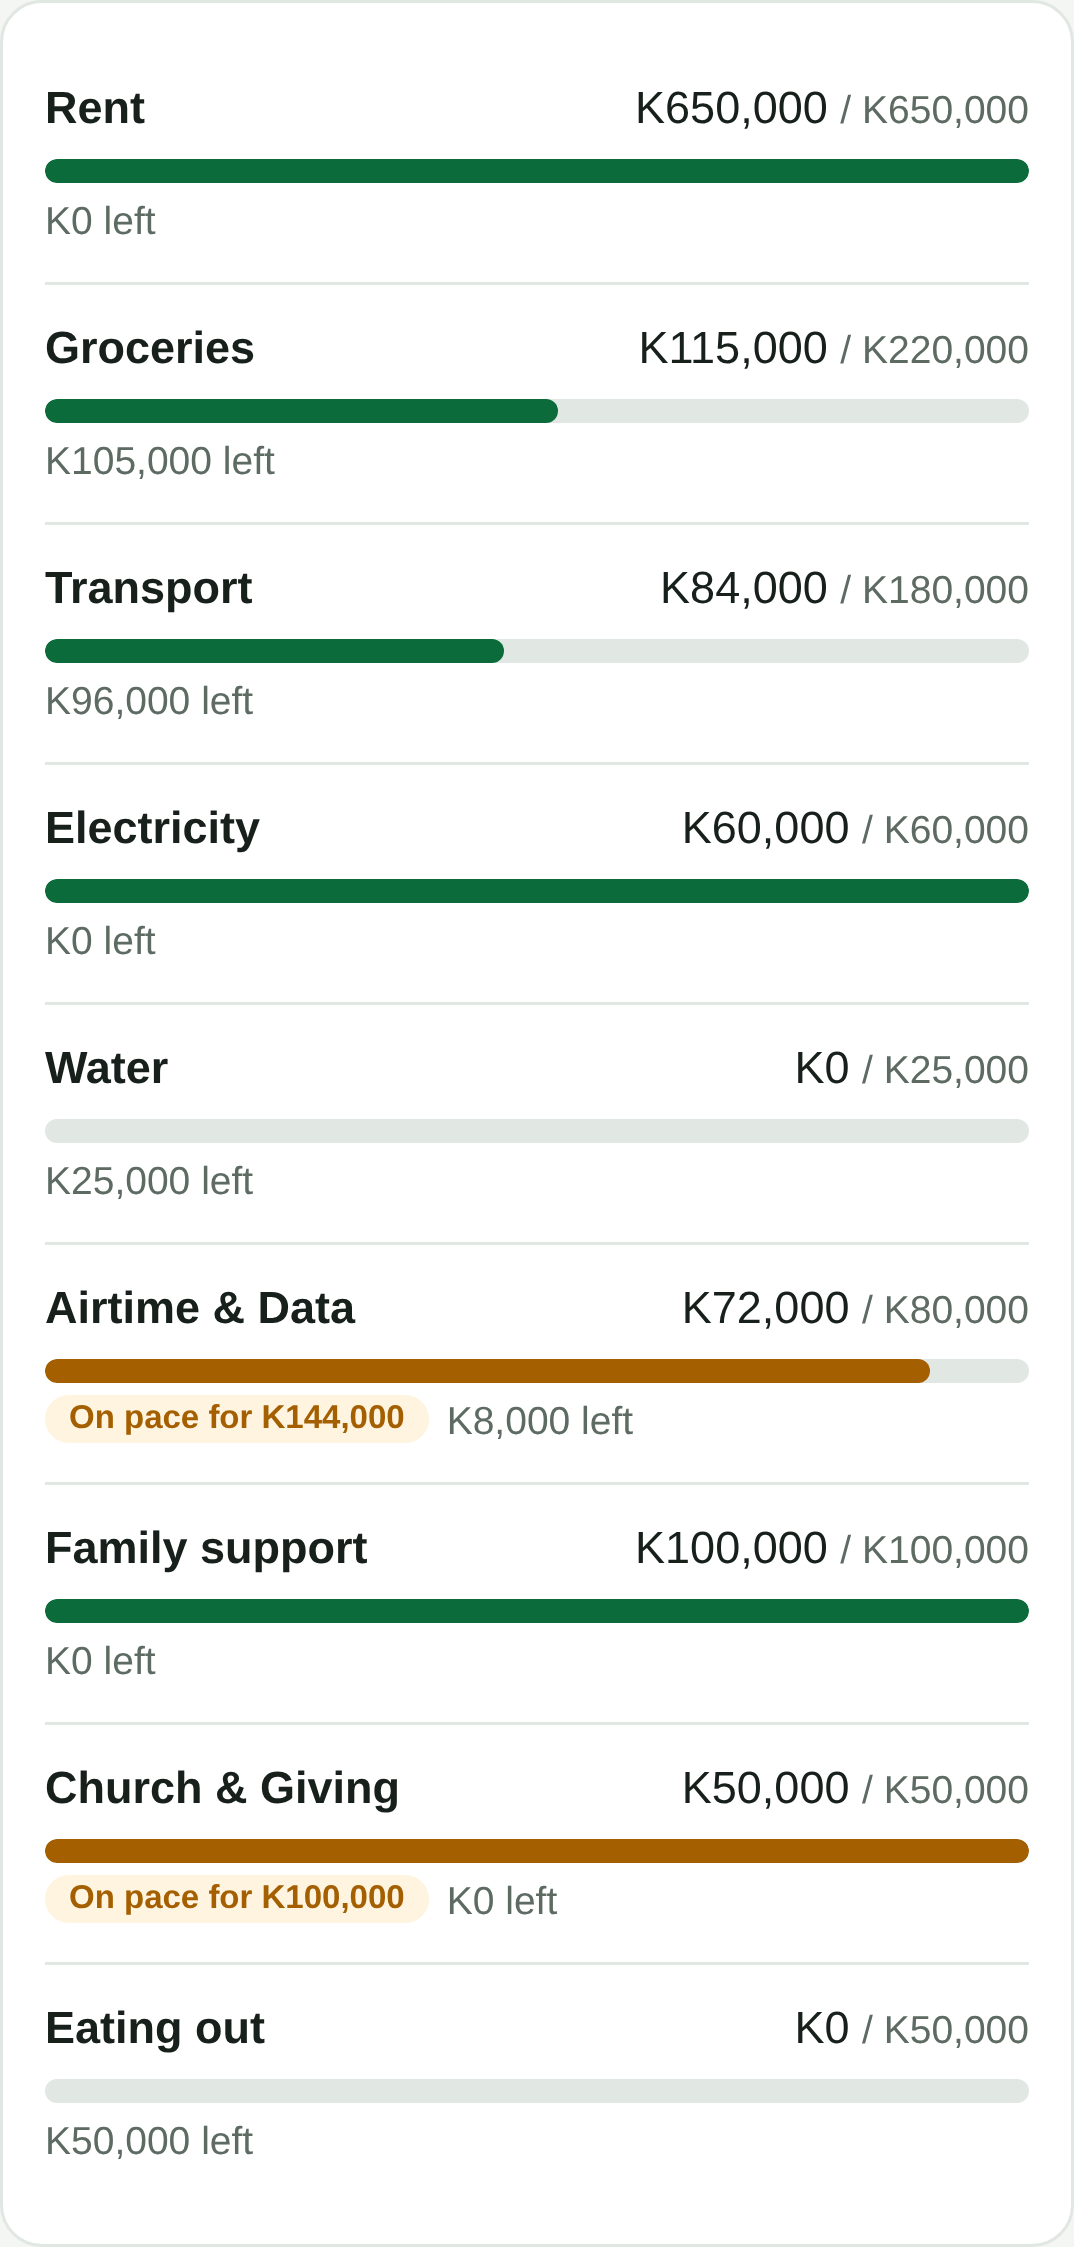 Rent K650,000 / K650,000
K0 left
Groceries K115,000 / K220,000
K105,000 left
Transport K84,000 / K180,000
K96,000 left
Electricity K60,000 / K60,000
K0 left
Water K0 / K25,000
K25,000 left
Airtime & Data K72,000 / K80,000
On pace for K144,000 K8,000 left
Family support K100,000 / K100,000
K0 left
Church & Giving K50,000 / K50,000
On pace for K100,000 K0 left
Eating out K0 / K50,000
K50,000 left